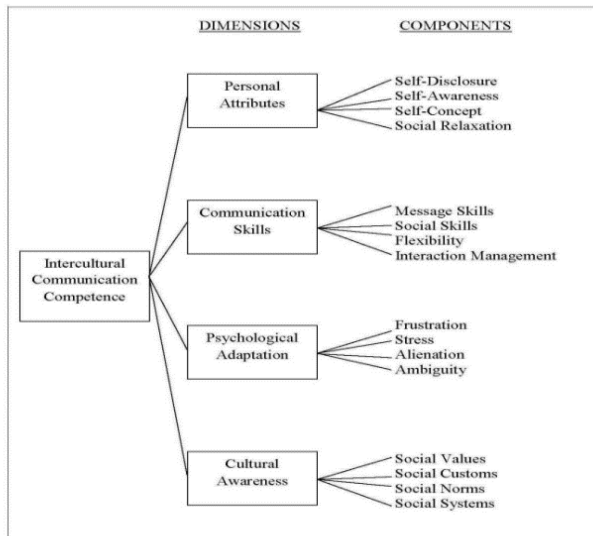 DIMENSIONS
COMPONENTS
Personal
Attributes
Self-Disclosure
Self-Awareness
Self-Concept
Social Relaxation
Communication
Skills
Message Skills
Social Skills
Flexibility
Interaction Management
Intercultural
Communication
Competence
Psychological
Adaptation
Frustration
Stress
Alienation
Ambiguity
Cultural
Awareness
Social Values
Social Customs
Social Norms
Social Systems